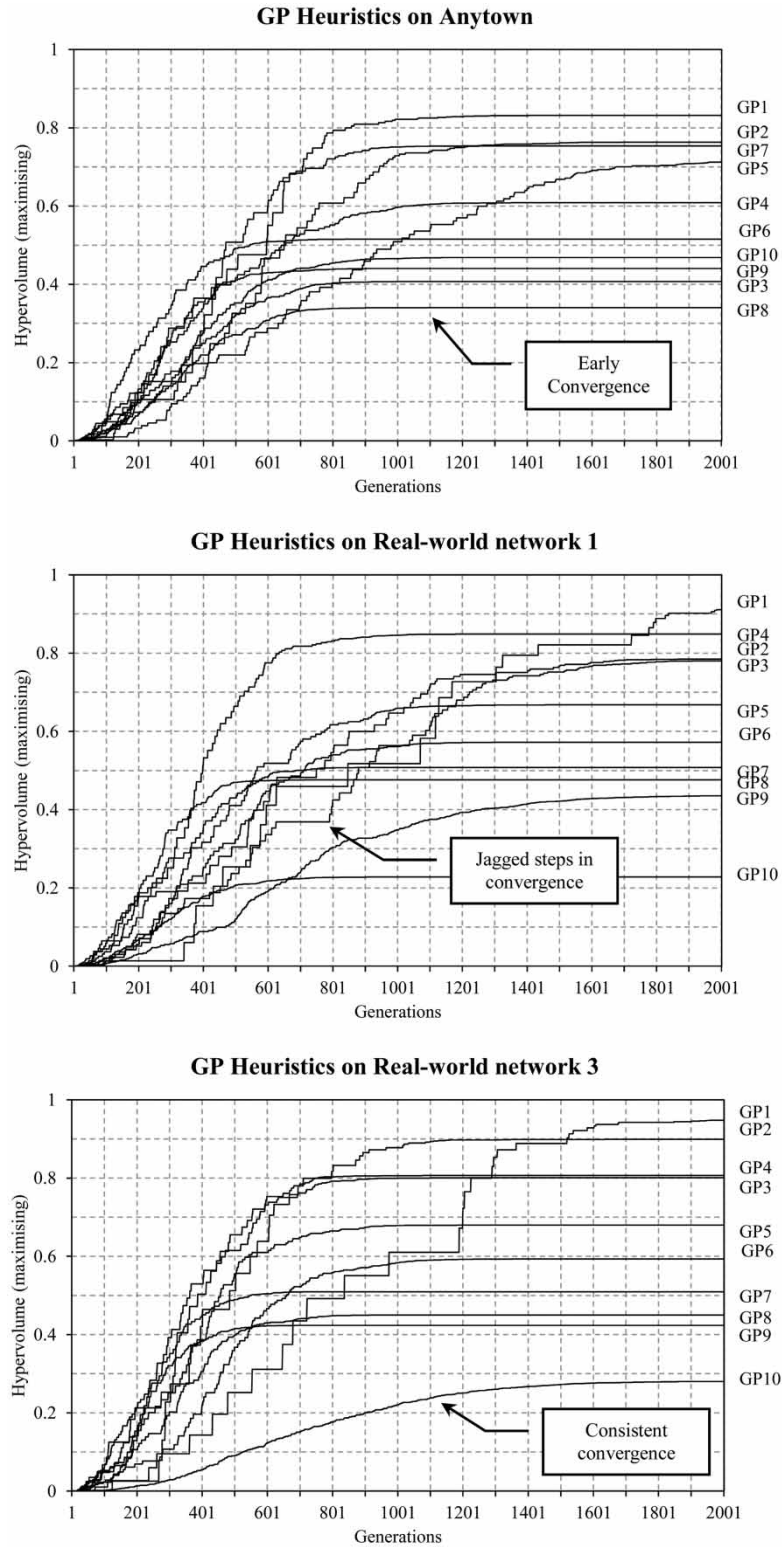 GP Heuristics on Anytown
1
0.8
0.6
0.4
0.2
0
Hypervolume (maximising)
GP1
GP2
GP7
GP5
GP4
GP6
GP10
GP9
GP3
GP8
Early
Convergence
1 201 401 601 801 1001 1201 1401 1601 1801 2001
Generations
GP Heuristics on Real-world network 1
1
0.8
0.6
0.4
0.2
0
Hypervolume (maximising)
GP1
GP4
GP2
GP3
GP5
GP6
GP7
GP8
GP9
GP10
Jagged steps in
convergence
1 201 401 601 801 1001 1201 1401 1601 1801 2001
Generations
GP Heuristics on Real-world network 3
1
0.8
0.6
0.4
0.2
0
Hypervolume (maximising)
GP1
GP2
GP4
GP3
GP5
GP6
GP7
GP8
GP9
GP10
Consistent
convergence
1 201 401 601 801 1001 1201 1401 1601 1801 2001
Generations